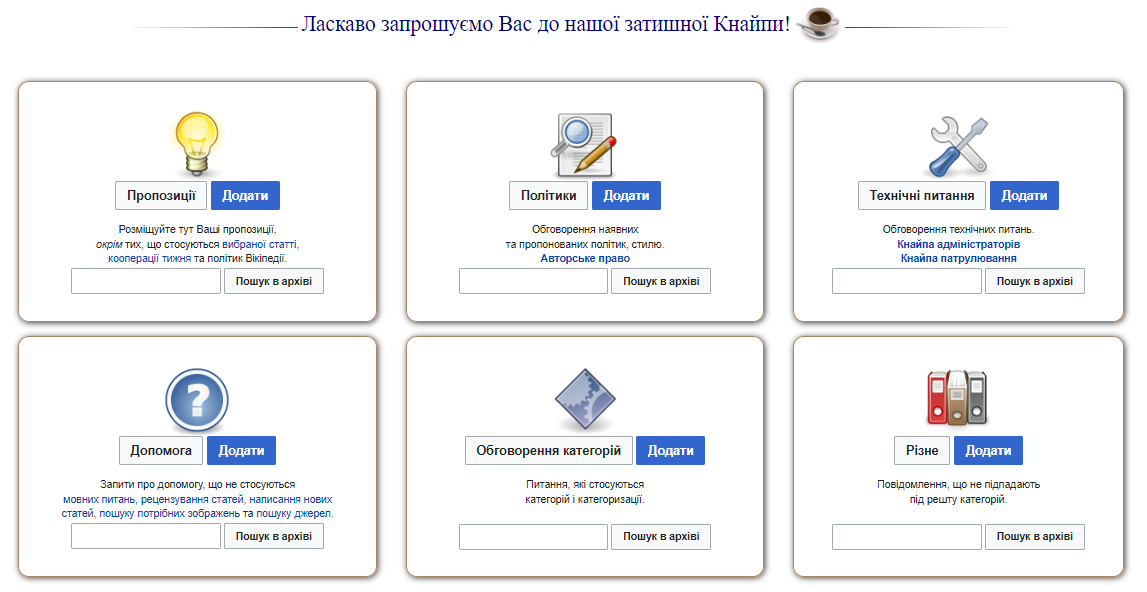 Ласкаво запрошуємо Вас до нашої затишної Кнайпи!
Пропозиції Додати
Розміщуйте тут Ваші пропозиції,
окрім тих, що стосуються вибраної статті,
кооперації тижня та політик Вікіпедії.
Пошук в архіві
Політики Додати
Обговорення наявних
та пропонованих політик, стилю.
Авторське право
Пошук в архіві
Технічні питання Додати
Обговорення технічних питань.
Кнайпа адміністраторів
Кнайпа патрулювання
Пошук в архіві
Допомога Додати
Запити про допомогу, що не стосуються
мовних питань, рецензування статей, написання нових
статей, пошуку потрібних зображень та пошуку джерел.
Пошук в архіві
Обговорення категорій Додати
Питання, які стосуються
категорій і категоризації.
Пошук в архіві
Різне Додати
Повідомлення, що не підпадають
під решту категорій.
Пошук в архіві